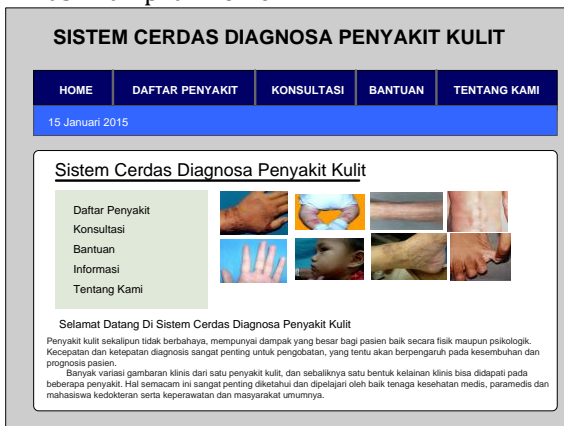 SISTEM CERDAS DIAGNOSA PENYAKIT KULIT
HOME DAFTAR PENYAKIT KONSULTASI BANTUAN TENTANG KAMI
15 Januari 2015
Sistem Cerdas Diagnosa Penyakit Kulit
Daftar Penyakit
Konsultasi
Bantuan
Informasi
Tentang Kami
Selamat Datang Di Sistem Cerdas Diagnosa Penyakit Kulit
Penyakit kulit sekalipun tidak berbahaya, mempunyai dampak yang besar bagi pasien baik secara fisik maupun psikologik.
Kecepatan dan ketepatan diagnosis sangat penting untuk pengobatan, yang tentu akan berpengaruh pada kesembuhan dan
prognosis pasien.
Banyak variasi gambaran klinis dari satu penyakit kulit, dan sebaliknya satu bentuk kelainan klinis bisa didapati pada
beberapa penyakit. Hal semacam ini sangat penting diketahui dan dipelajari oleh baik tenaga kesehatan medis, paramedis dan
mahasiswa kedokteran serta keperawatan dan masyarakat umumnya.